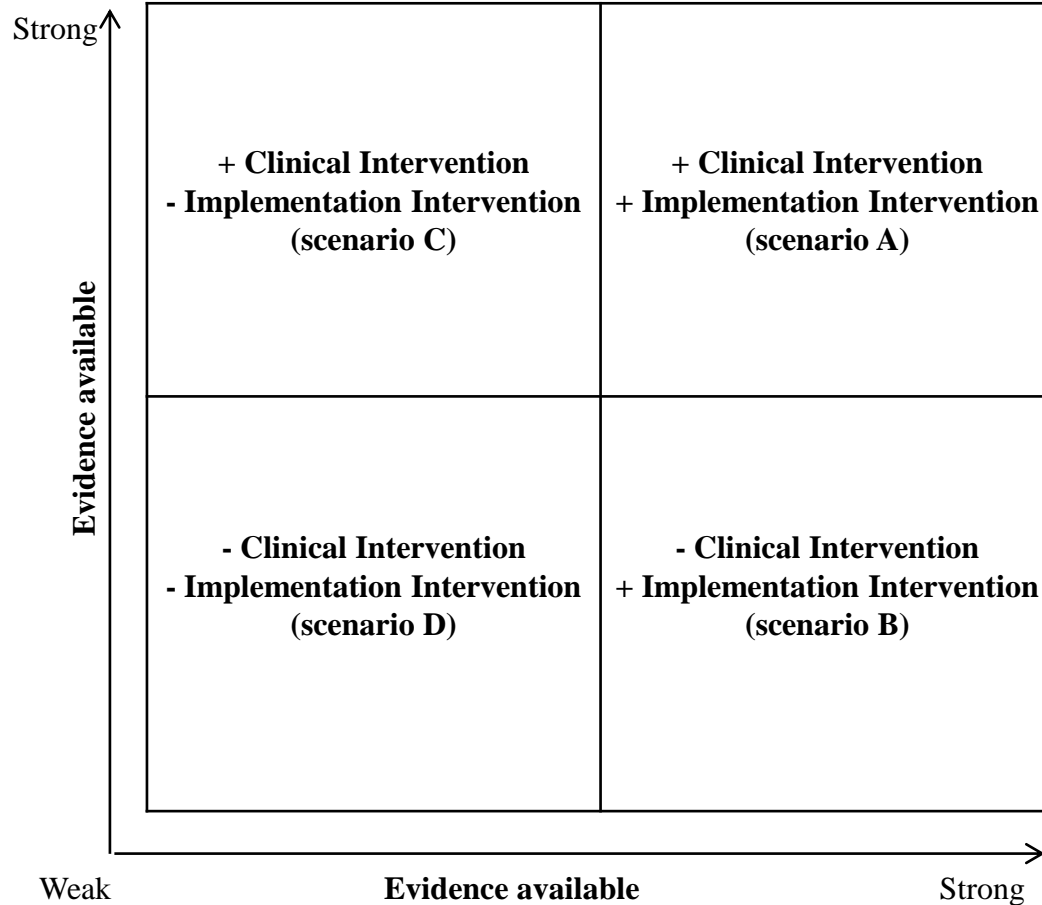 Strong
+ Clinical Intervention
- Implementation Intervention
(scenario C)
+ Clinical Intervention
+ Implementation Intervention
(scenario A)
Evidence available
- Clinical Intervention
- Implementation Intervention
(scenario D)
- Clinical Intervention
+ Implementation Intervention
(scenario B)
Weak
Evidence available
Strong